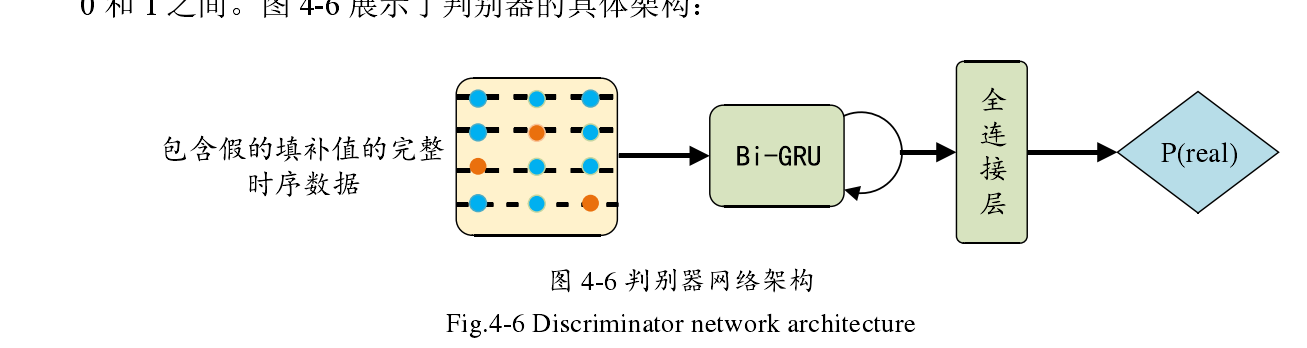 0 和 1 之间。图 4-6 展示了判别器的具体架构：
包含假的填补值的完整
时序数据
Bi-GRU
全
连
接
层
P(real)
图 4-6 判别器网络架构
Fig.4-6 Discriminator network architecture